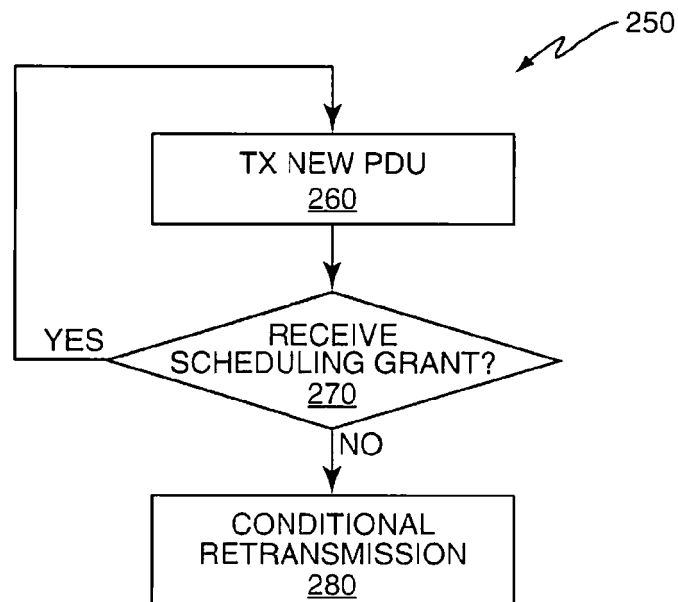 250
TX NEW PDU
260
YES
RECEIVE
SCHEDULING GRANT?
270
NO
CONDITIONAL
RETRANSMISSION
280